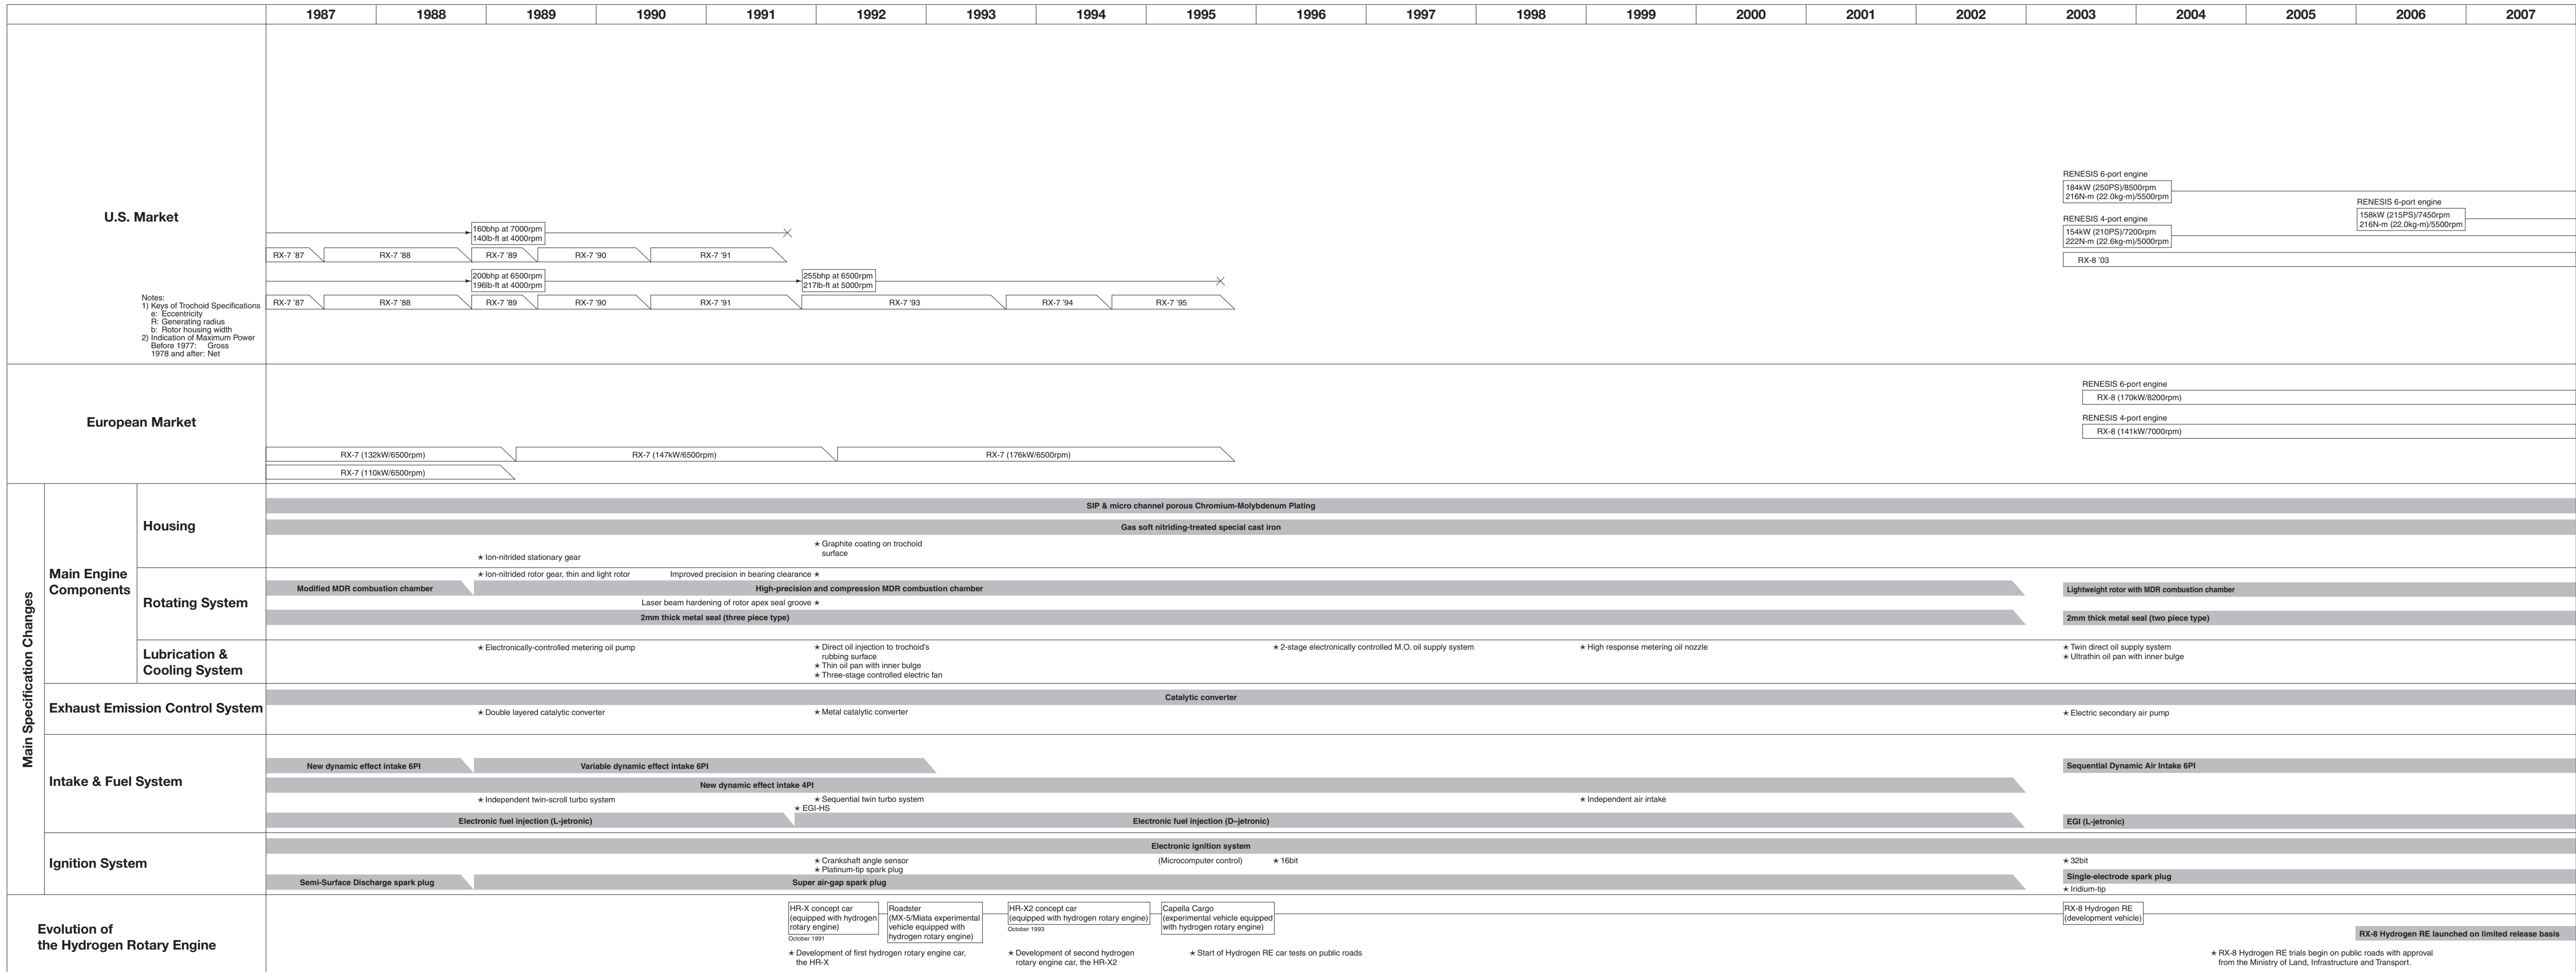 1987 1988 1989 1990 1991 1992 1993 1994 1995 1996 1997 1998 1999 2000 2001 2002 2003 2004 2005 2006 2007
U.S. Market
RENESIS 6-port engine
184kW (250PS)/8500rpm
216N-m (22.0kg-m)/5500rpm
RENESIS 6-port engine
158kW (215PS)/7450rpm
216N-m (22.0kg-m)/5500rpm
RENESIS 4-port engine
154kW (210PS)/7200rpm
222N-m (22.6kg-m)/5000rpm
160bhp at 7000rpm
140lb-ft at 4000rpm
RX-7 '87 RX-7 '88 RX-7 '89 RX-7 '90 RX-7 '91
RX-8 '03
200bhp at 6500rpm
196lb-ft at 4000rpm
255bhp at 6500rpm
217lb-ft at 5000rpm
RX-7 '87 RX-7 '88 RX-7 '89 RX-7 '90 RX-7 '91 RX-7 '93 RX-7 '94 RX-7 '95
Notes:
1) Keys of Trochoid Specifications
e: Eccentricity
R: Generating radius
b: Rotor housing width
2) Indication of Maximum Power
Before 1977: Gross
1978 and after: Net
European Market
RENESIS 6-port engine
RX-8 (170kW/8200rpm)
RENESIS 4-port engine
RX-8 (141kW/7000rpm)
RX-7 (132kW/6500rpm) RX-7 (147kW/6500rpm) RX-7 (176kW/6500rpm)
RX-7 (110kW/6500rpm)
Main Specification Changes
Main Engine
Components
Housing
SIP & micro channel porous Chromium-Molybdenum Plating
Gas soft nitriding-treated special cast iron
★ Graphite coating on trochoid
surface
★ Ion-nitrided stationary gear
Rotating System
★ Ion-nitrided rotor gear, thin and light rotor Improved precision in bearing clearance ★
Modified MDR combustion chamber High-precision and compression MDR combustion chamber Lightweight rotor with MDR combustion chamber
Laser beam hardening of rotor apex seal groove ★
2mm thick metal seal (three piece type) 2mm thick metal seal (two piece type)
Lubrication &
Cooling System
★ Electronically-controlled metering oil pump
★ Direct oil injection to trochoid's
rubbing surface
★ Thin oil pan with inner bulge
★ Three-stage controlled electric fan
★ 2-stage electronically controlled M.O. oil supply system
★ High response metering oil nozzle
★ Twin direct oil supply system
★ Ultrathin oil pan with inner bulge
Exhaust Emission Control System
Catalytic converter
★ Double layered catalytic converter ★ Metal catalytic converter ★ Electric secondary air pump
Intake & Fuel System
New dynamic effect intake 6PI Variable dynamic effect intake 6PI Sequential Dynamic Air Intake 6PI
New dynamic effect intake 4PI
★ Independent twin-scroll turbo system ★ Sequential twin turbo system ★ Independent air intake
★ EGI-HS
Electronic fuel injection (L-jetronic) Electronic fuel injection (D–jetronic) EGI (L-jetronic)
Ignition System
Electronic ignition system
★ Crankshaft angle sensor (Microcomputer control) ★ 16bit ★ 32bit
★ Platinum-tip spark plug
Semi-Surface Discharge spark plug Super air-gap spark plug Single-electrode spark plug
★ Iridium-tip
Evolution of
the Hydrogen Rotary Engine
HR-X concept car
(equipped with hydrogen
rotary engine)
October 1991
Roadster
(MX-5/Miata experimental
vehicle equipped with
hydrogen rotary engine)
HR-X2 concept car
(equipped with hydrogen rotary engine)
October 1993
Capella Cargo
(experimental vehicle equipped
with hydrogen rotary engine)
RX-8 Hydrogen RE
(development vehicle)
RX-8 Hydrogen RE launched on limited release basis
★ Development of first hydrogen rotary engine car,
the HR-X
★ Development of second hydrogen
rotary engine car, the HR-X2
★ Start of Hydrogen RE car tests on public roads
★ RX-8 Hydrogen RE trials begin on public roads with approval
from the Ministry of Land, Infrastructure and Transport.